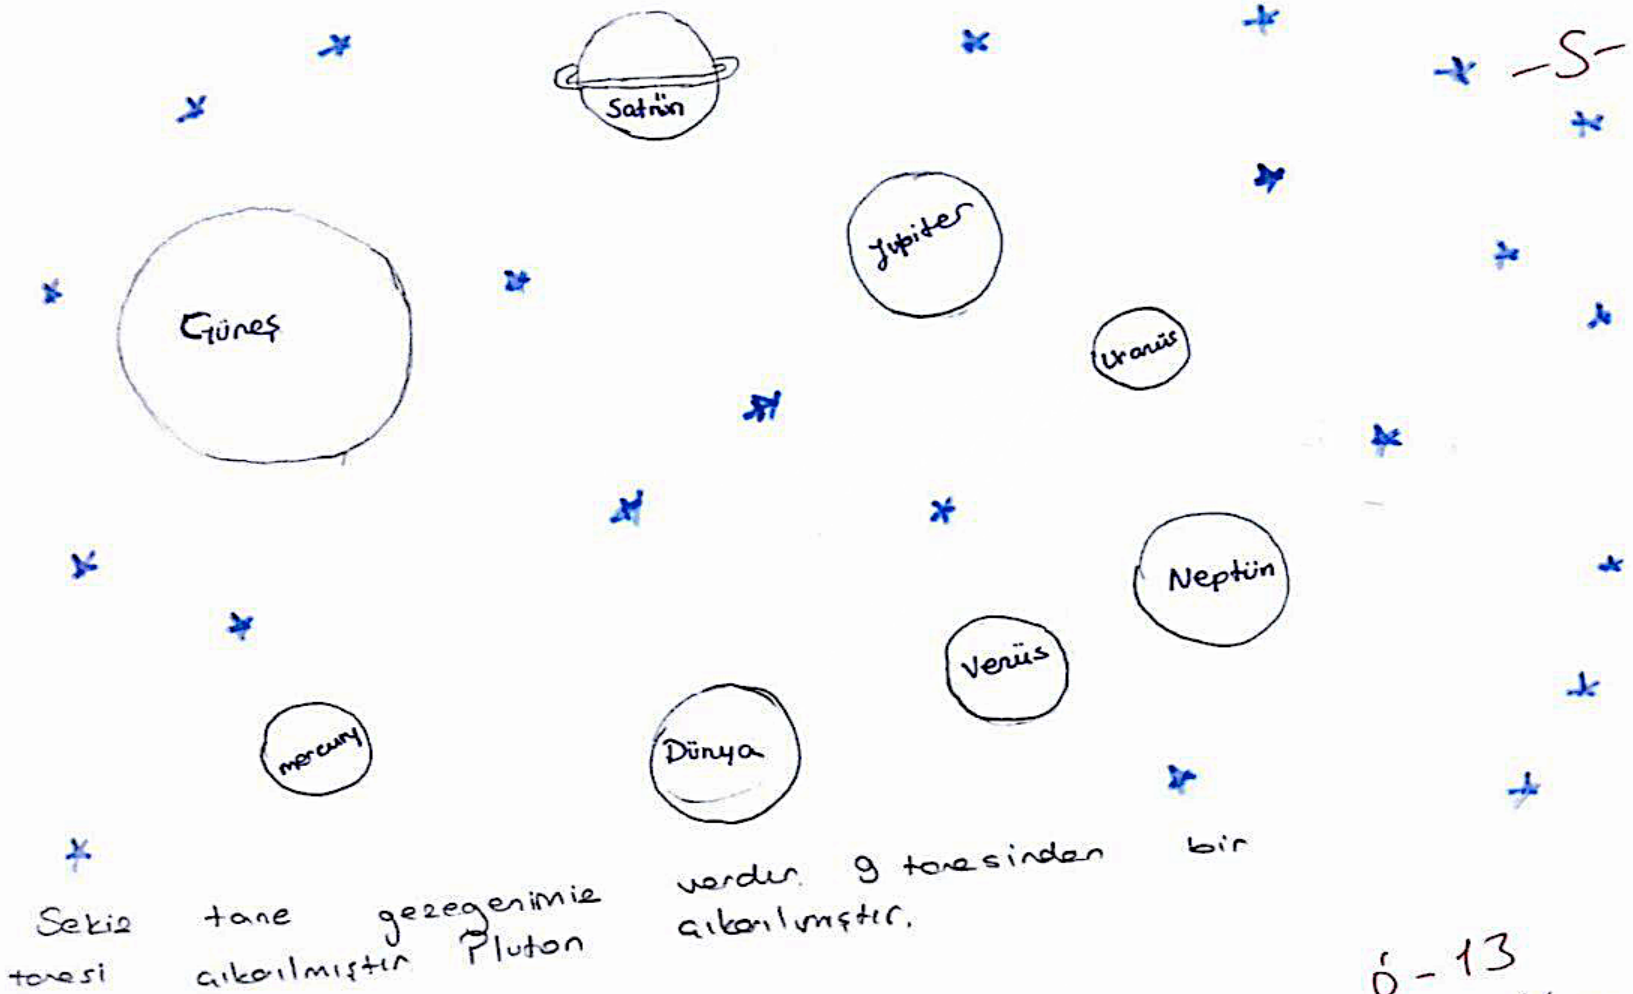 -S-
Satrün
Jupiter
Güneş
Uranüs
Neptün
Venüs
mercury
Dünya
Sekiz tane gezegenimiz vardır. 9 tanesinden bir
tanesi çıkarılmıştır Pluton çıkarılmıştır.
Ö-13